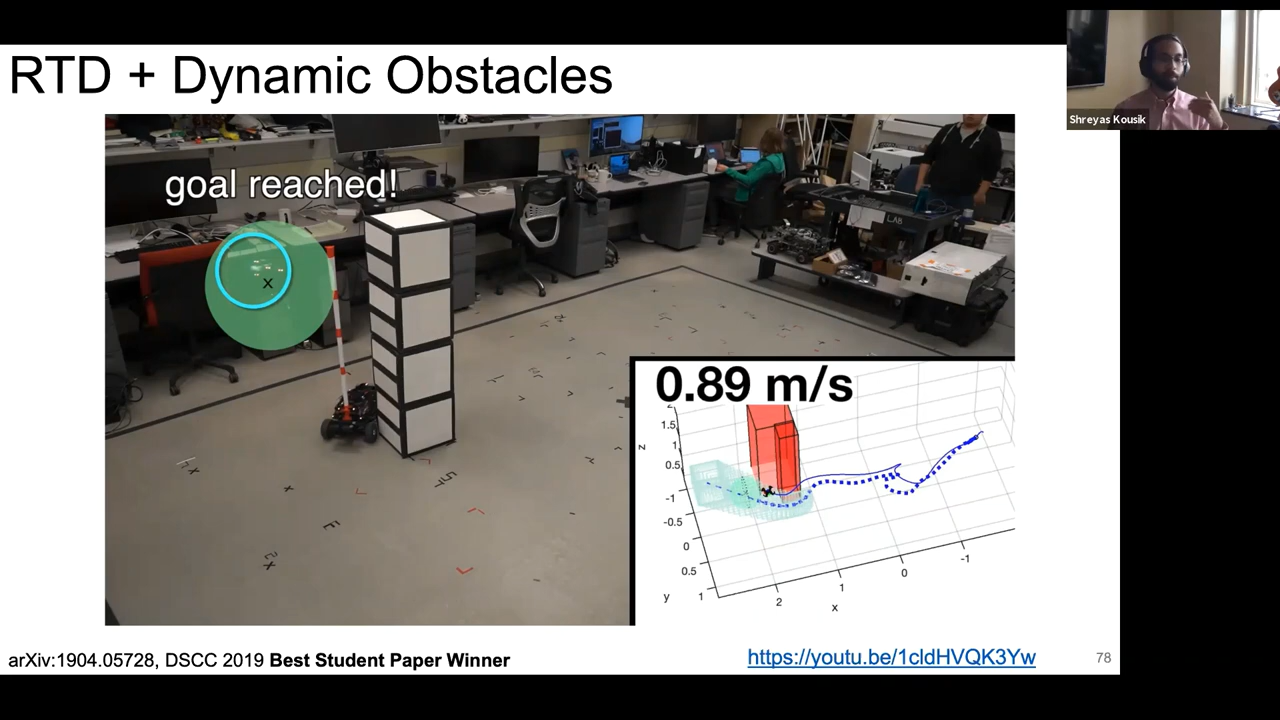 RTD + Dynamic Obstacles
Shreyas Kousik
goal reached!
x
LAB
0.89 m/s
z
1.5
1
0.5
-1
-0.5
0
0.5
1
y
2
1
0
-1
x
arXiv:1904.05728, DSCC 2019 Best Student Paper Winner
https://youtu.be/1cldHVQK3Yw
78